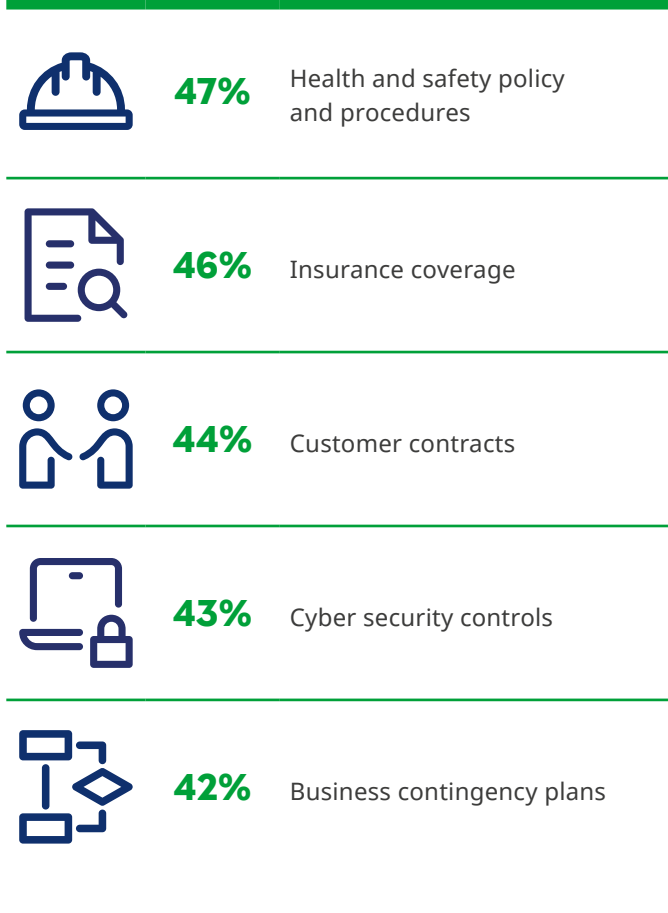 47%
Health and safety policy
and procedures
46%
Insurance coverage
44%
Customer contracts
43%
Cyber security controls
42%
Business contingency plans